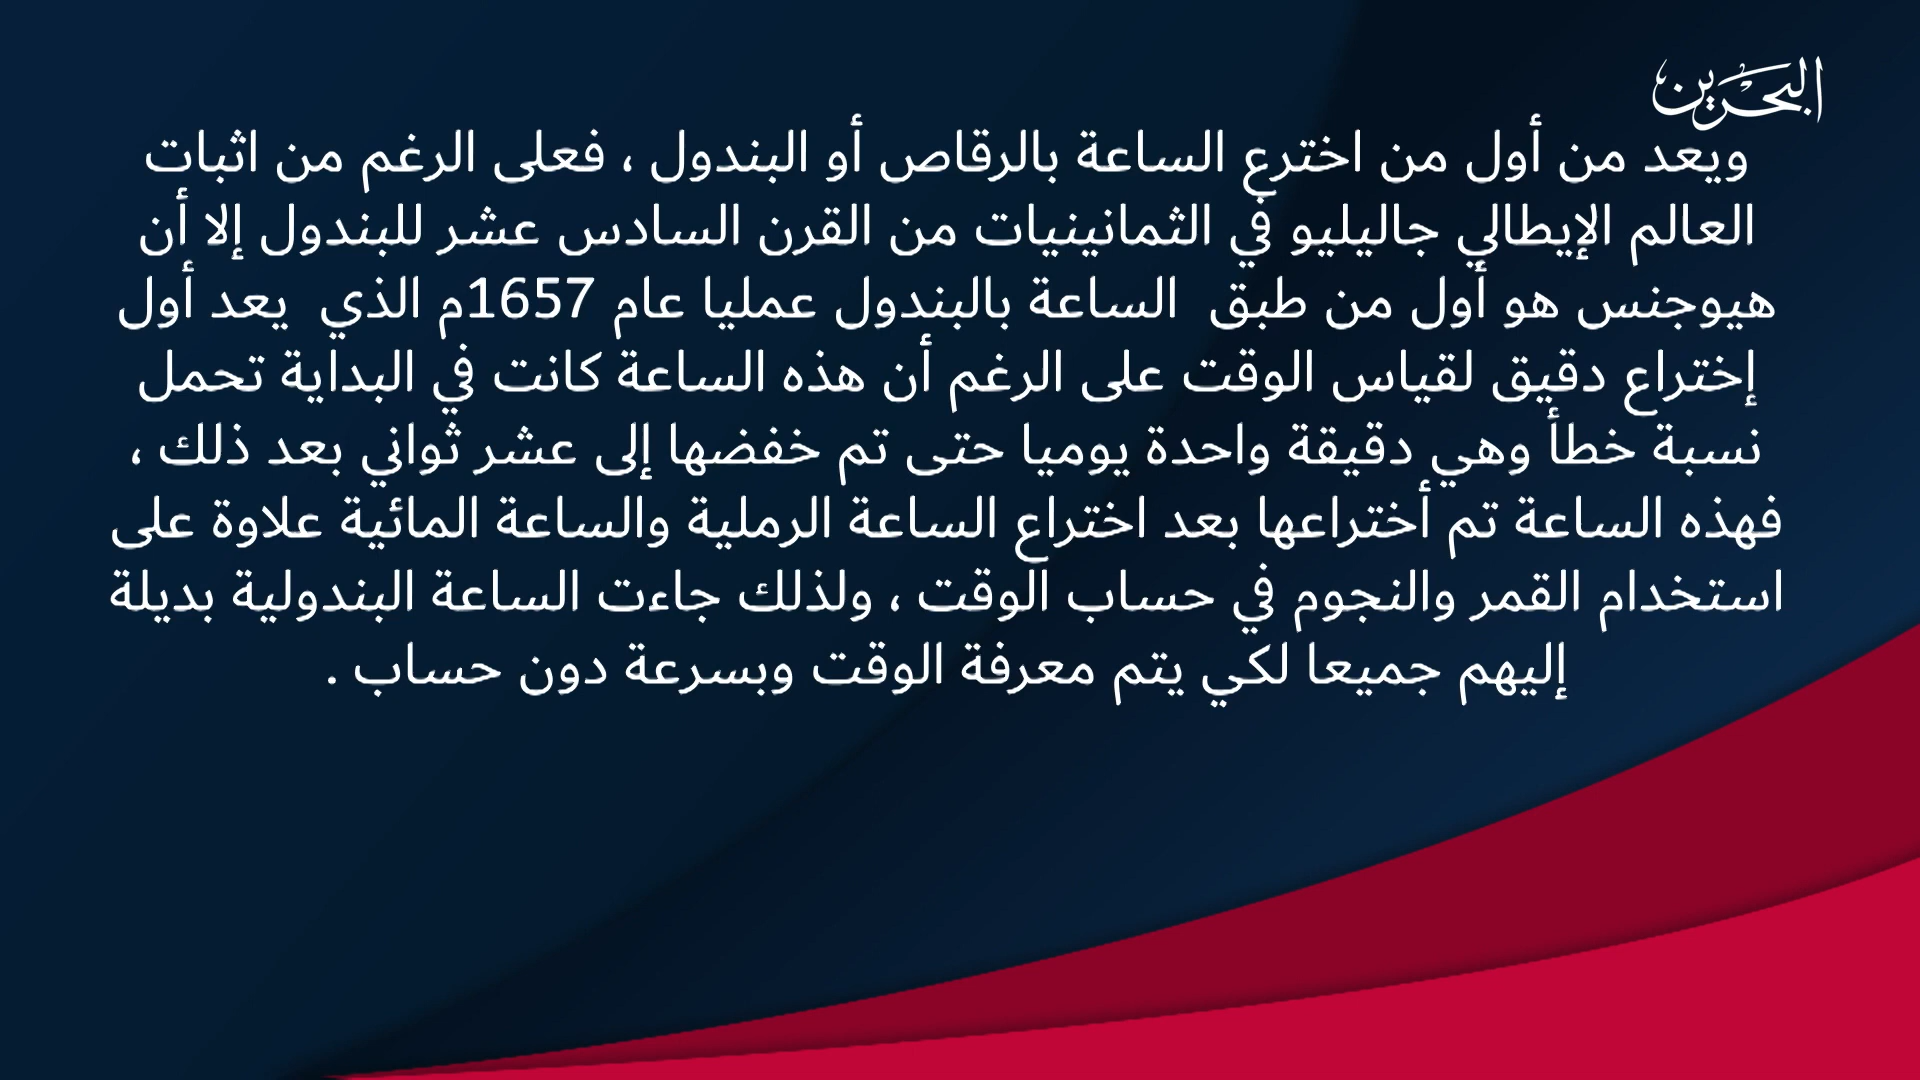 البحرين
ويعد من أول من اخترع الساعة بالرقاص أو البندول ، فعلى الرغم من اثبات
العالم الإيطالي جاليليو في الثمانينيات من القرن السادس عشر للبندول إلا أن
هيوجنس هو أول من طبق  الساعة بالبندول عمليا عام 1657م الذي  يعد أول
إختراع دقيق لقياس الوقت على الرغم أن هذه الساعة كانت في البداية تحمل
نسبة خطأ وهي دقيقة واحدة يوميا حتى تم خفضها إلى عشر ثواني بعد ذلك ،
فهذه الساعة تم أختراعها بعد اختراع الساعة الرملية والساعة المائية علاوة على
استخدام القمر والنجوم في حساب الوقت ، ولذلك جاءت الساعة البندولية بديلة
إليهم جميعا لكي يتم معرفة الوقت وبسرعة دون حساب .